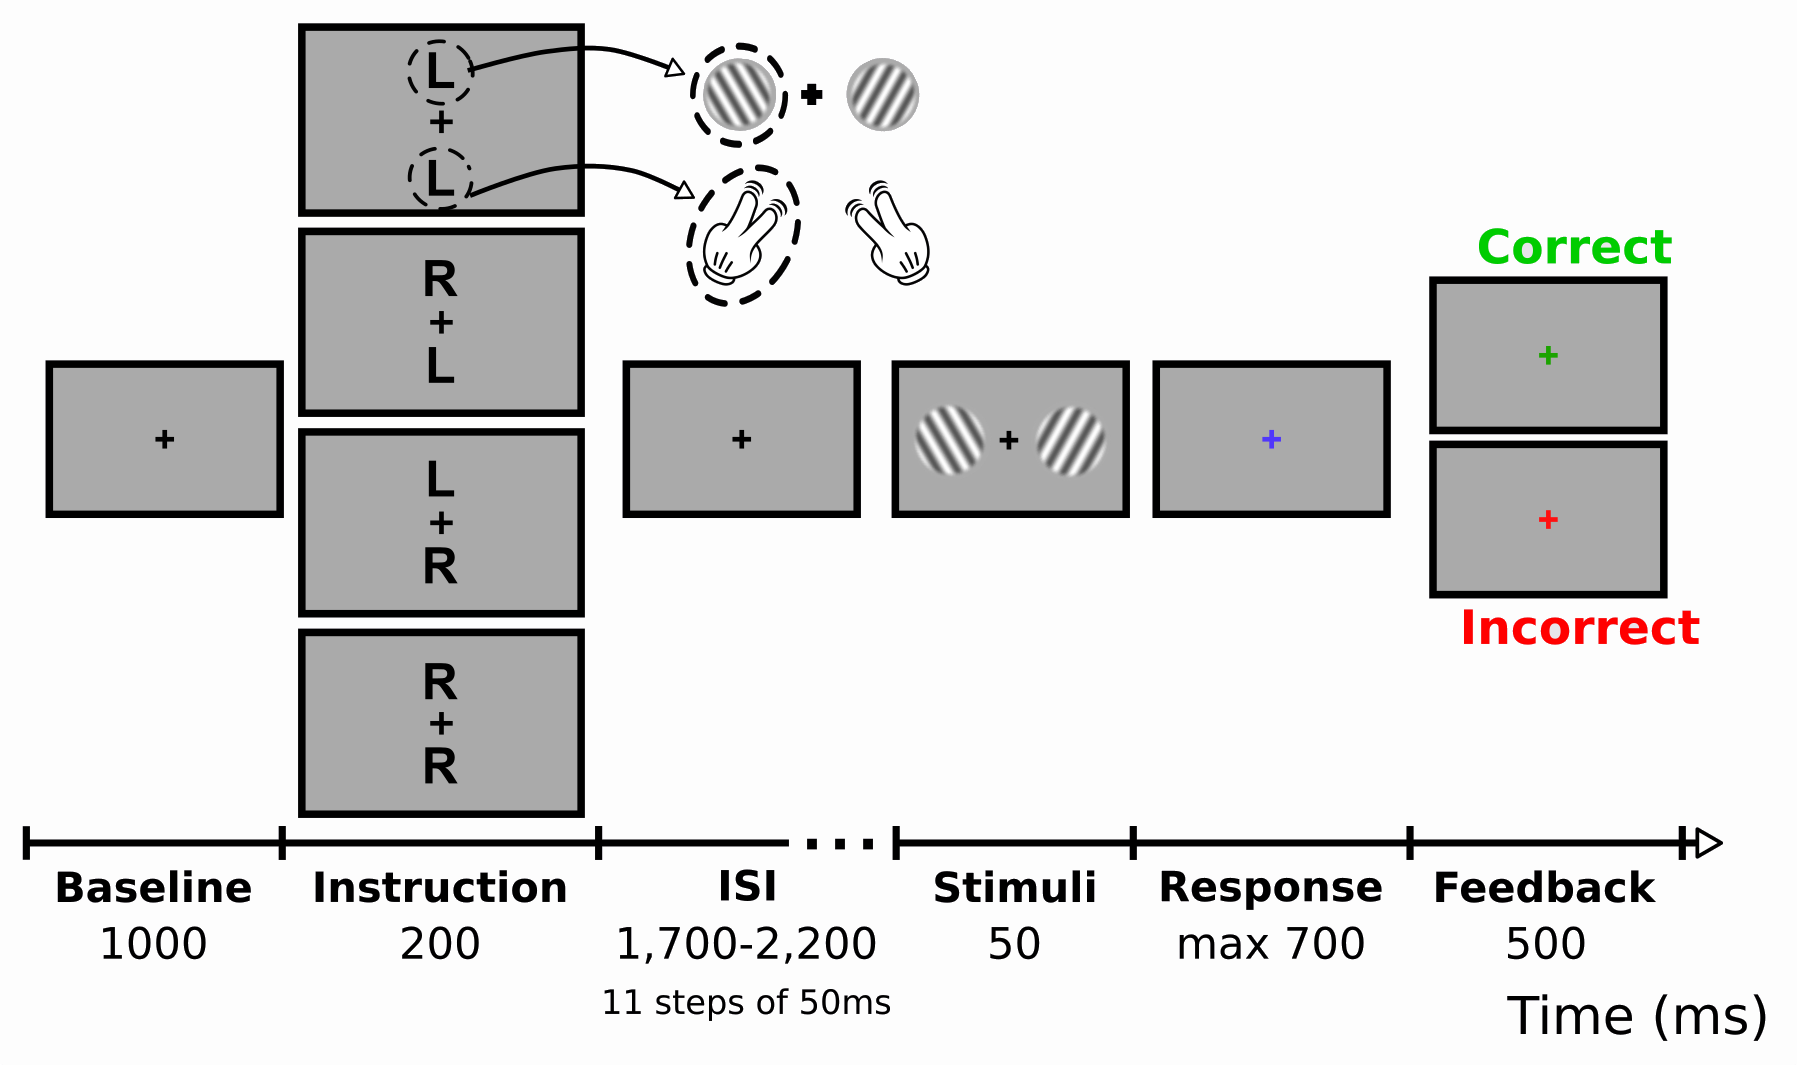 L
+
L
R
+
L
L
+
R
R
+
R
Correct
Incorrect
Baseline
1000
Instruction
200
ISI
1,700-2,200
11 steps of 50ms
Stimuli
50
Response
max 700
Feedback
500
Time (ms)